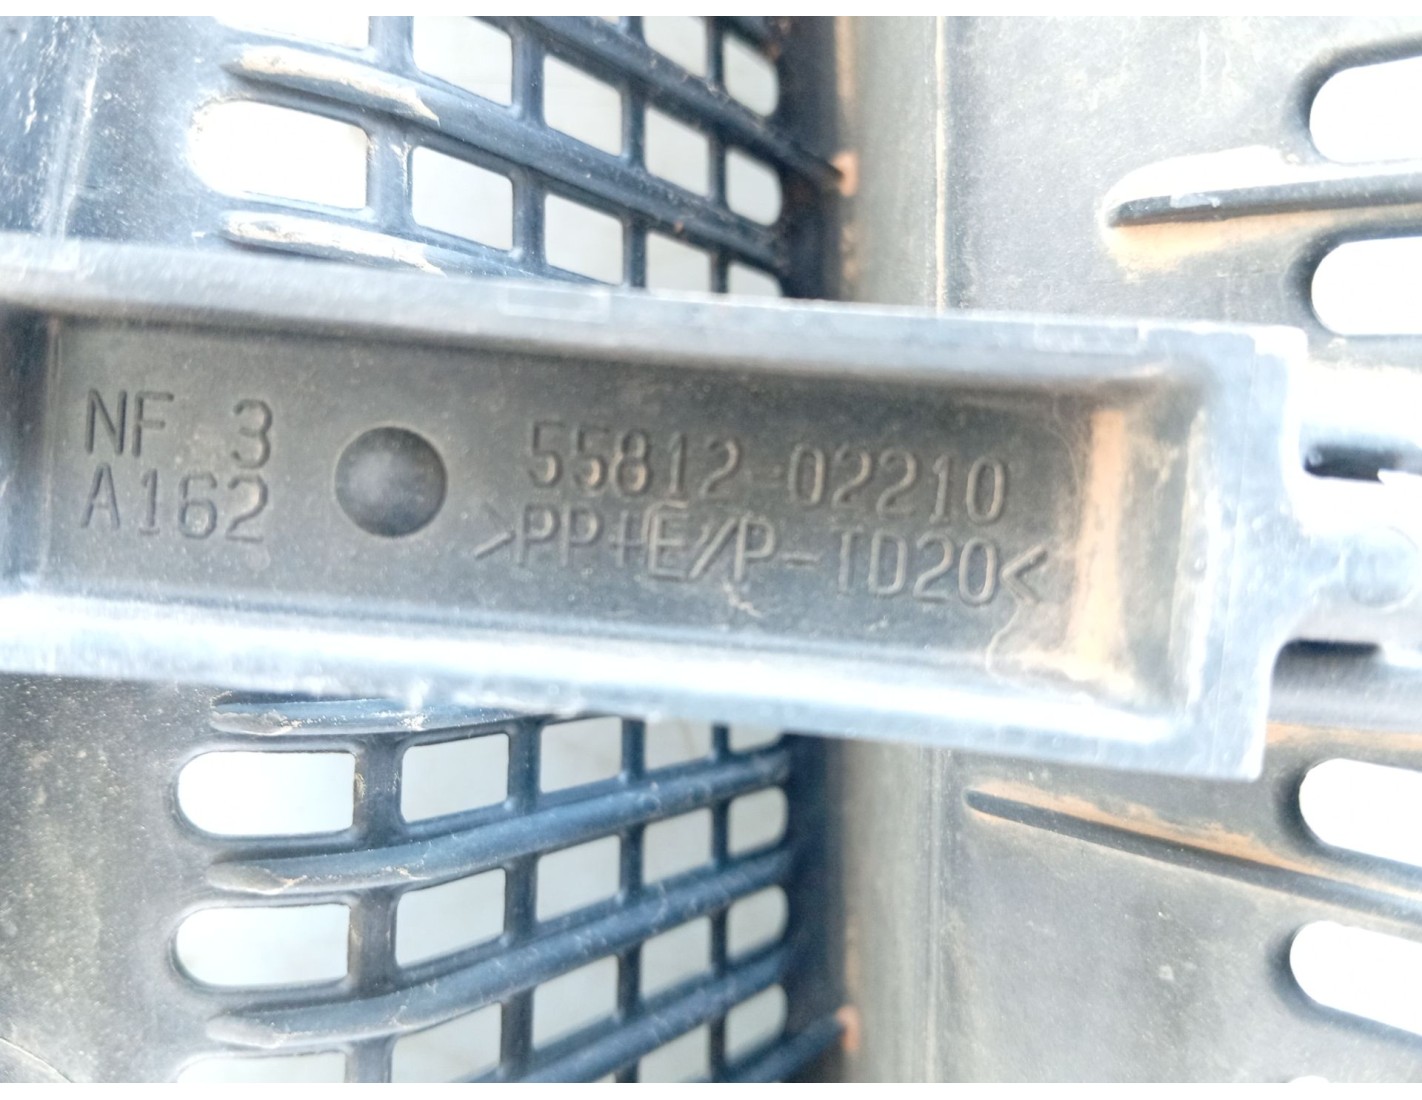 NF 3
A162
55812-02210
>PP+E/P-TD20<